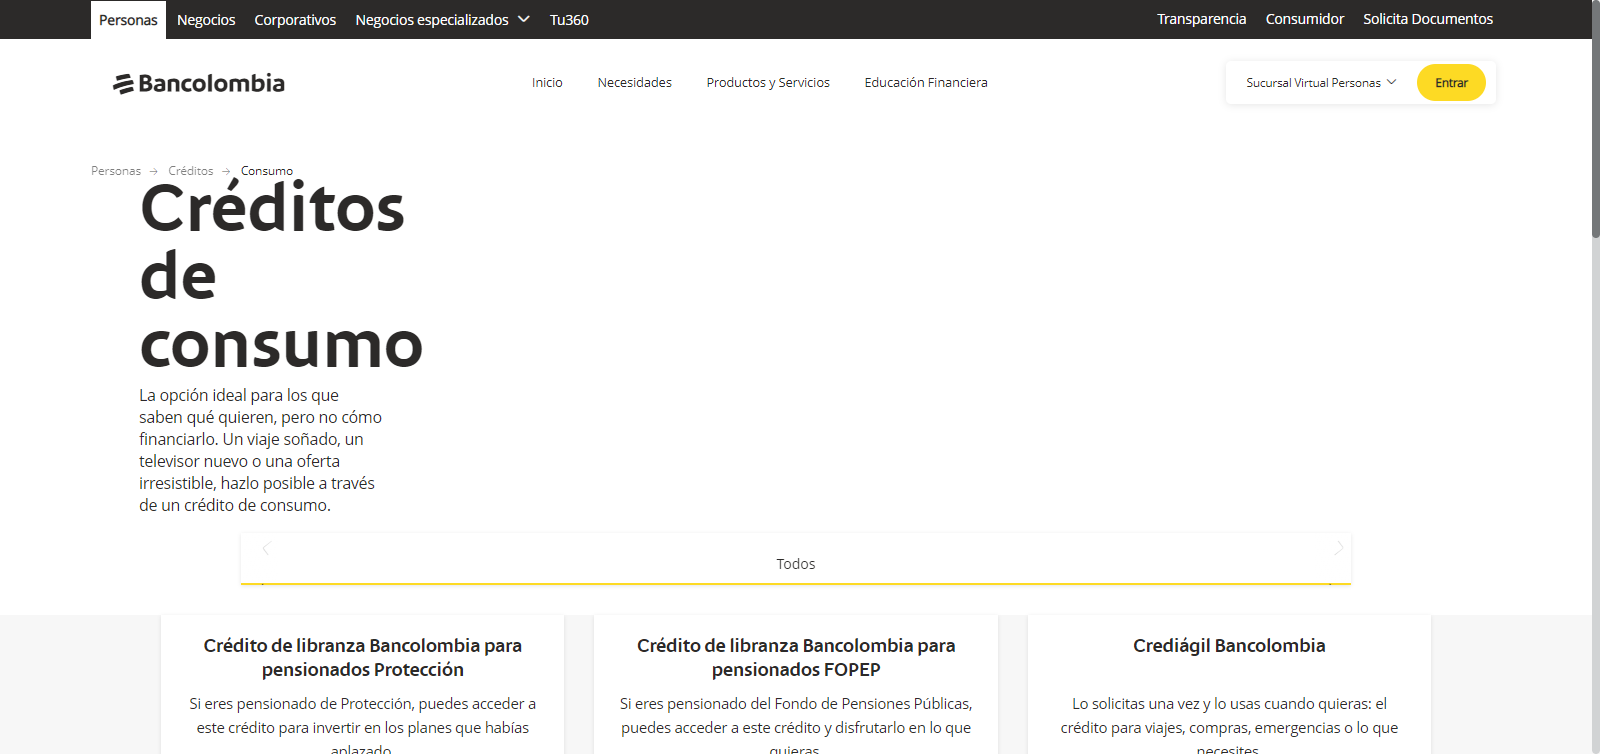 Personas Negocios Corporativos Negocios especializados Tu360 Transparencia Consumidor Solicita Documentos
Bancolombia Inicio Necesidades Productos y Servicios Educación Financiera Sucursal Virtual Personas Entrar
Personas → Créditos → Consumo
Créditos
de
consumo
La opción ideal para los que
saben qué quieren, pero no cómo
financiarlo. Un viaje soñado, un
televisor nuevo o una oferta
irresistible, hazlo posible a través
de un crédito de consumo.
Todos
Crédito de libranza Bancolombia para
pensionados Protección
Si eres pensionado de Protección, puedes acceder a
este crédito para invertir en los planes que habías
aplazado.
Crédito de libranza Bancolombia para
pensionados FOPEP
Si eres pensionado del Fondo de Pensiones Públicas,
puedes acceder a este crédito y disfrutarlo en lo que
quieras.
Crediágil Bancolombia
Lo solicitas una vez y lo usas cuando quieras: el
crédito para viajes, compras, emergencias o lo que
necesites.